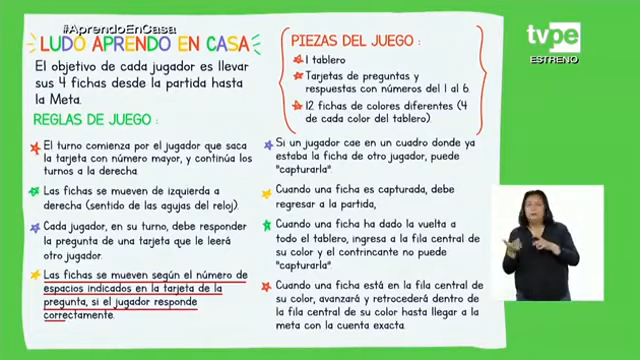 #AprendoEnCasa
LUDO APRENDO EN CASA
El objetivo de cada jugador es llevar
sus 4 fichas desde la partida hasta
la Meta.
REGLAS DE JUEGO :
El turno comienza por el jugador que saca
la tarjeta con número mayor, y continúa los
turnos a la derecha.
Las fichas se mueven de izquierda a
derecha (sentido de las agujas del reloj).
Cada jugador, en su turno, debe responder
la pregunta de una tarjeta que le leerá
otro jugador.
Las fichas se mueven según el número de
espacios indicados en la tarjeta de la
pregunta, si el jugador responde
correctamente.
PIEZAS DEL JUEGO :
1 tablero
Tarjetas de preguntas y
respuestas con números del 1 al 6.
12 fichas de colores diferentes (4
de cada color del tablero)
Si un jugador cae en un cuadro donde ya
estaba la ficha de otro jugador, puede
"capturarla".
Cuando una ficha es capturada, debe
regresar a la partida,
Cuando una ficha ha dado la vuelta a
todo el tablero, ingresa a la fila central de
su color y el contrincante no puede
"capturarla".
Cuando una ficha está en la fila central de
su color, avanzará y retrocederá dentro de
la fila central de su color hasta llegar a la
meta con la cuenta exacta.
tvpe
ESTRENO